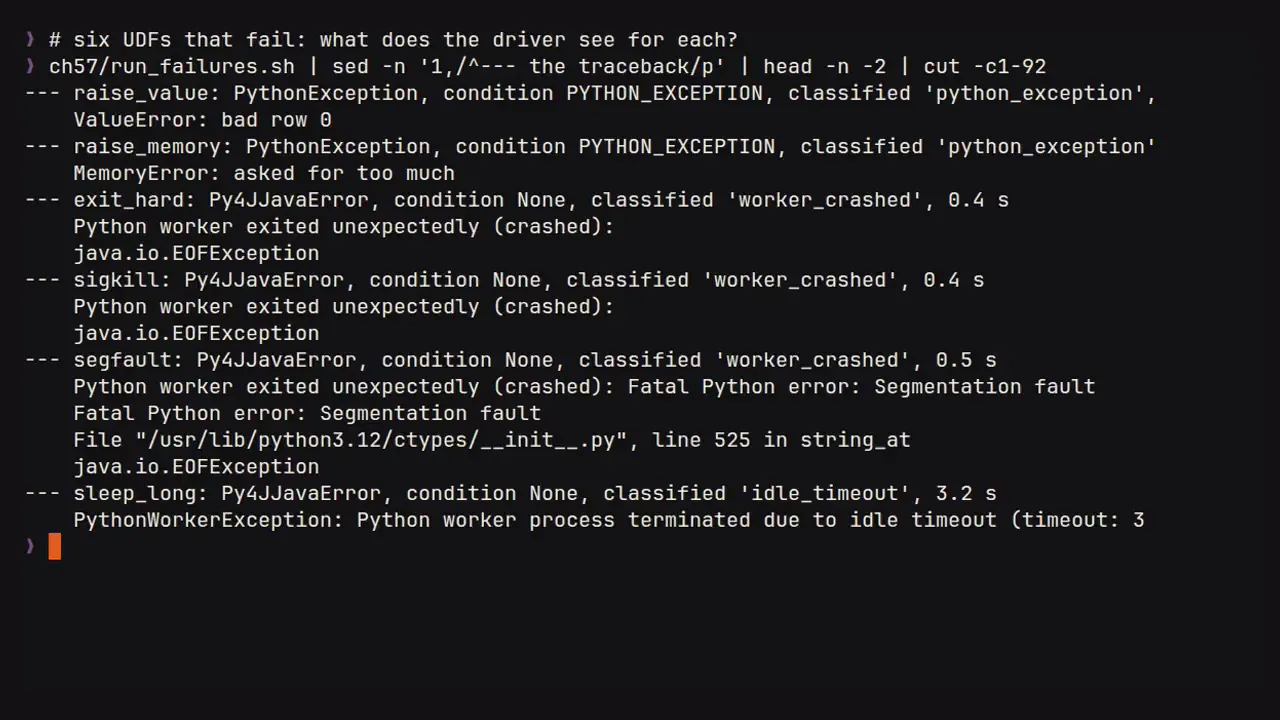 ❯ # six UDFs that fail: what does the driver see for each?
❯ ch57/run_failures.sh | sed -n '1,/^--- the traceback/p' | head -n -2 | cut -c1-92
--- raise_value: PythonException, condition PYTHON_EXCEPTION, classified 'python_exception',
    ValueError: bad row 0
--- raise_memory: PythonException, condition PYTHON_EXCEPTION, classified 'python_exception'
    MemoryError: asked for too much
--- exit_hard: Py4JJavaError, condition None, classified 'worker_crashed', 0.4 s
    Python worker exited unexpectedly (crashed):
    java.io.EOFException
--- sigkill: Py4JJavaError, condition None, classified 'worker_crashed', 0.4 s
    Python worker exited unexpectedly (crashed):
    java.io.EOFException
--- segfault: Py4JJavaError, condition None, classified 'worker_crashed', 0.5 s
    Python worker exited unexpectedly (crashed): Fatal Python error: Segmentation fault
    Fatal Python error: Segmentation fault
    File "/usr/lib/python3.12/ctypes/__init__.py", line 525 in string_at
    java.io.EOFException
--- sleep_long: Py4JJavaError, condition None, classified 'idle_timeout', 3.2 s
    PythonWorkerException: Python worker process terminated due to idle timeout (timeout: 3
❯